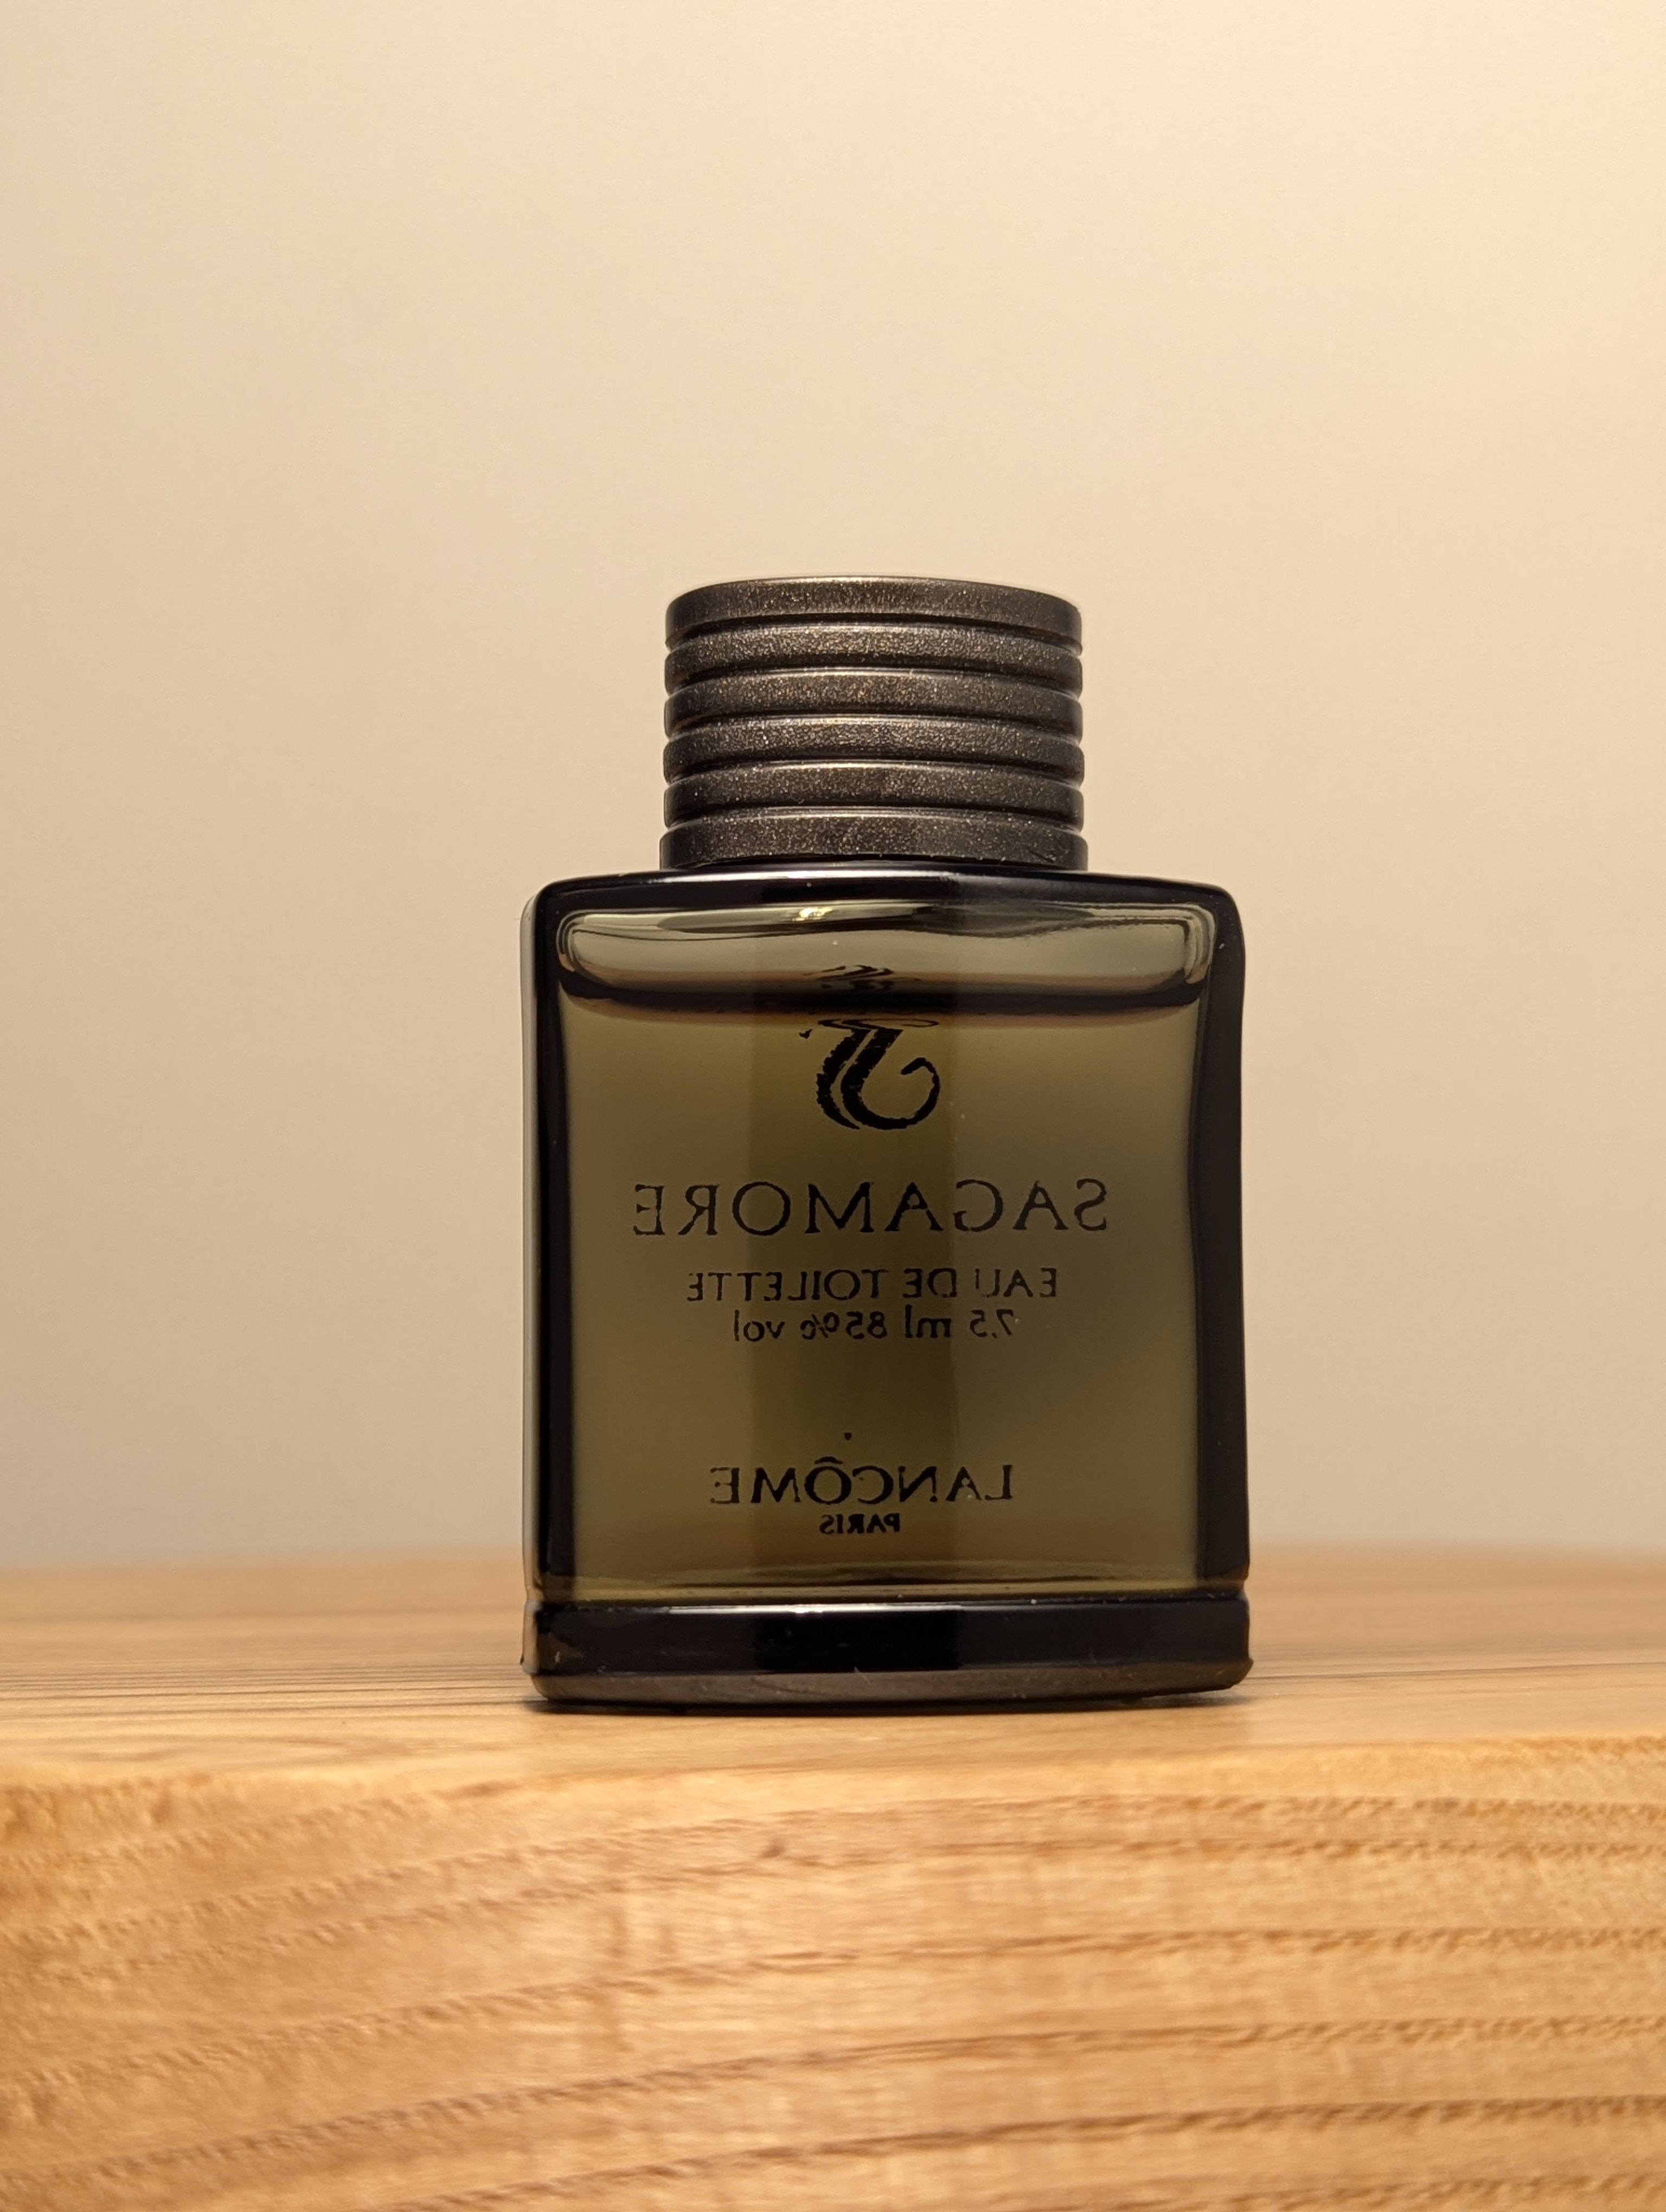 SAGAMORE
EAU DE TOILETTE
7.5 ml 85% vol
LANCÔME
PARIS